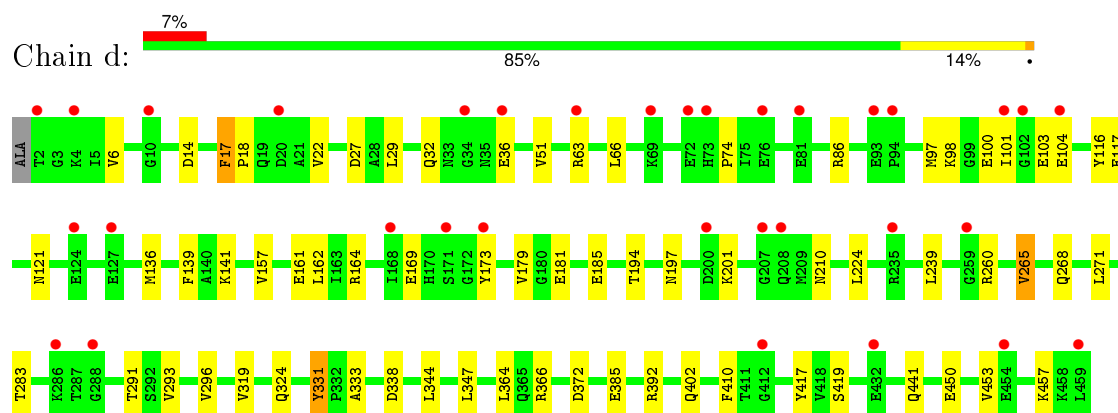 7%
Chain d:
85% 14% •
ALA T2 G3 K4 I5 V6 G10 D14 F17 P18 Q19 D20 A21 V22 D27 A28 L29 Q32 N33 G34 N35 E36 V51 R63 L66 K69 E72 H73 P74 I75 E76 E81 R86 E93 P94 M97 K98 G99 E100 I101 G102 E103 E104 Y116
N121 E124 E127 M136 F139 A140 K141 V157 E161 L162 I163 R164 I168 E169 H170 S171 G172 Y173 V179 G180 E181 E185 T194 N197 D200 K201 G207 Q208 M209 N210 L224 R235 L239 G259 R260 V265 Q268 L271
T283 K286 T287 G288 T291 S292 V293 V296 V319 Q324 Y331 P332 A333 D338 L344 L347 L364 Q365 R366 D372 E385 R392 Q402 F410 T411 G412 Y417 V418 S419 E432 Q441 E450 V453 E454 K457 K458 L459